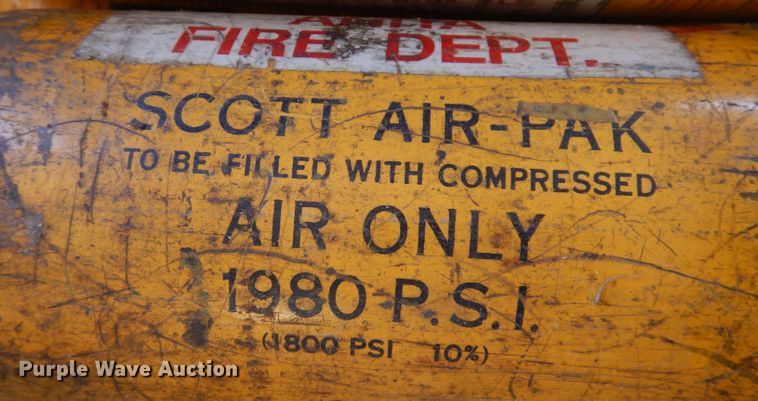 ANITA
FIRE DEPT.
SCOTT AIR-PAK
TO BE FILLED WITH COMPRESSED
AIR ONLY
1980 P.S.I.
(1800 PSI 10%)
Purple Wave Auction